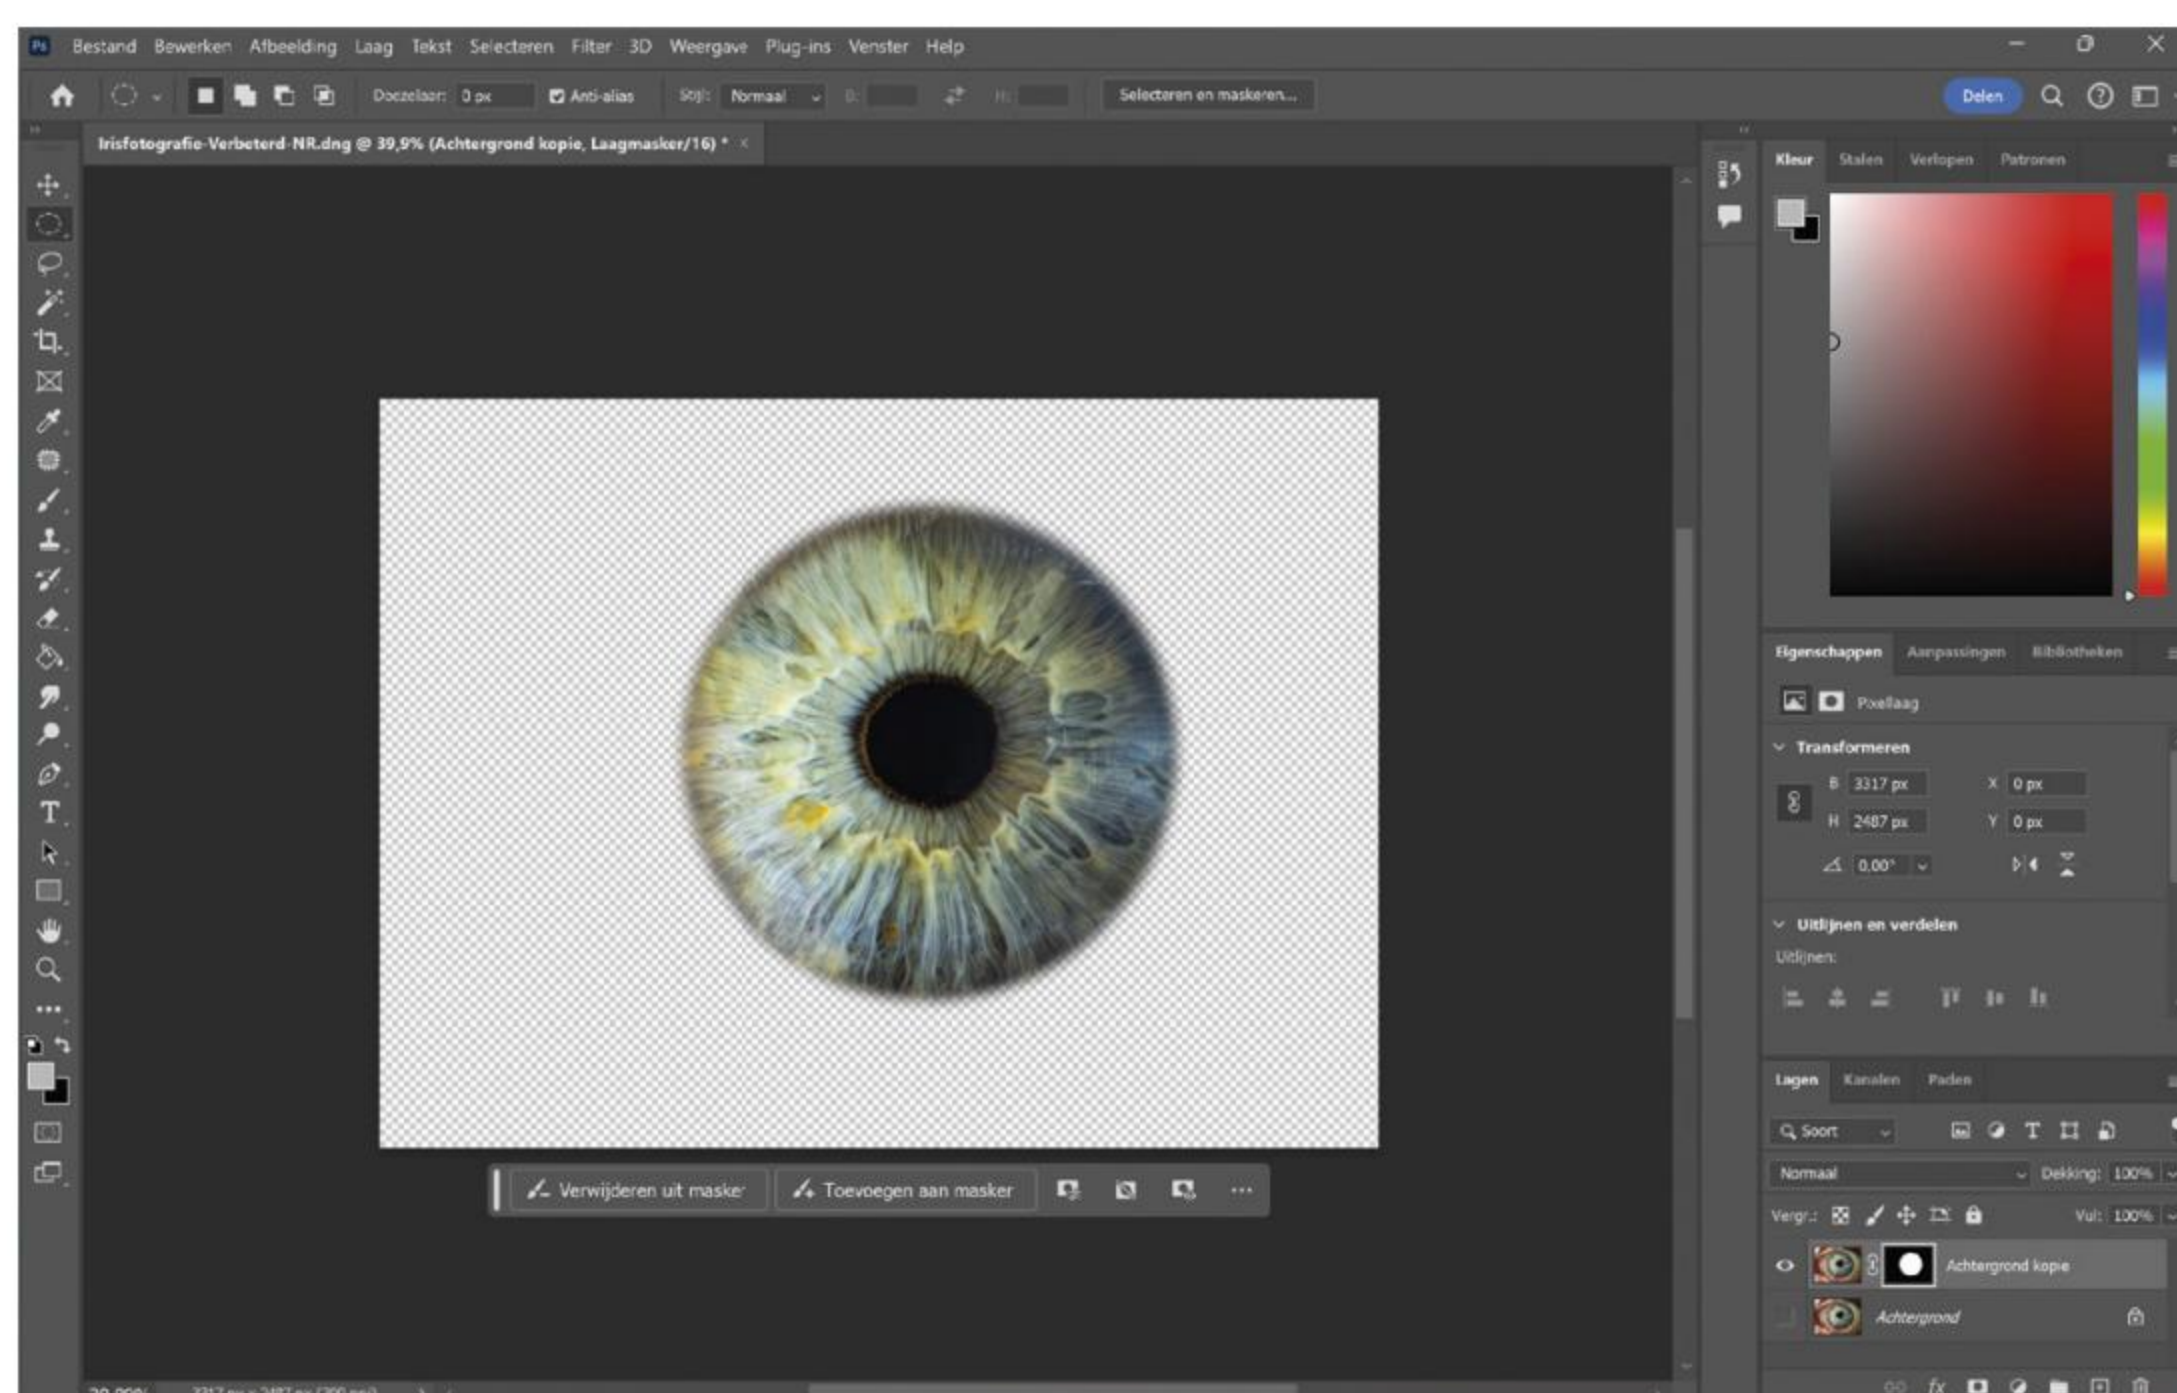 Ps Bestand Bewerken Afbeelding Laag Tekst Selecteren Filter 3D Weergave Plug-ins Venster Help
Doezelaar: 0 px Anti-alias Stijl: Normaal B: H: Selecteren en maskeren... Delen
Irisfotografie-Verbeterd-NR.dng @ 39,9% (Achtergrond kopie, Laagmasker/16) * ×
Kleur Stalen Verlopen Patronen
Eigenschappen Aanpassingen Bibliotheken
Pixellaag
Transformeren
B 3317 px X 0 px
H 2487 px Y 0 px
0,00°
Uitlijnen en verdelen
Uitlijnen:
Lagen Kanalen Paden
Soort
Normaal Dekking: 100%
Vergr.: Vul: 100%
Achtergrond kopie
Achtergrond
Verwijderen uit masker Toevoegen aan masker
fx